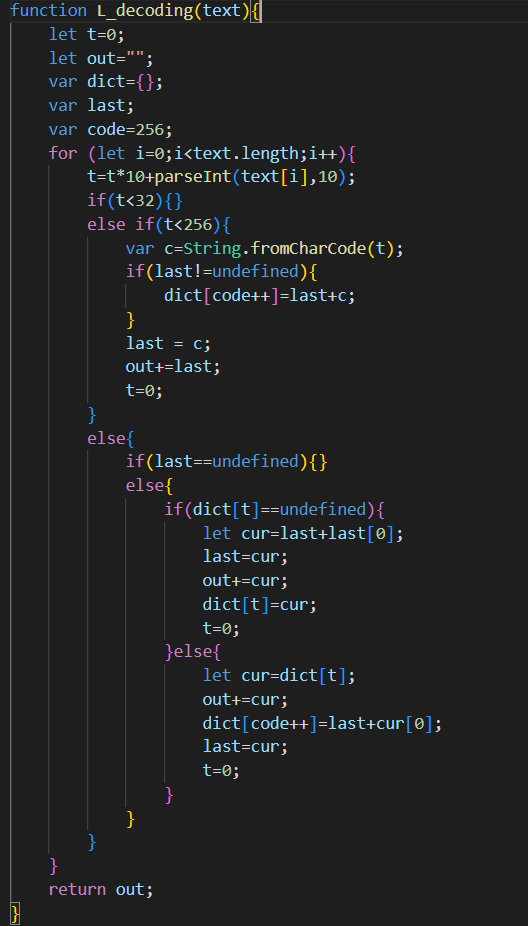 function L_decoding(text){
    let t=0;
    let out="";
    var dict={};
    var last;
    var code=256;
    for (let i=0;i<text.length;i++){
        t=t*10+parseInt(text[i],10);
        if(t<32){}
        else if(t<256){
            var c=String.fromCharCode(t);
            if(last!=undefined){
                dict[code++]=last+c;
            }
            last = c;
            out+=last;
            t=0;
        }
        else{
            if(last==undefined){}
            else{
                if(dict[t]==undefined){
                    let cur=last+last[0];
                    last=cur;
                    out+=cur;
                    dict[t]=cur;
                    t=0;
                }else{
                    let cur=dict[t];
                    out+=cur;
                    dict[code++]=last+cur[0];
                    last=cur;
                    t=0;
                }
            }
        }
    }
    return out;
}